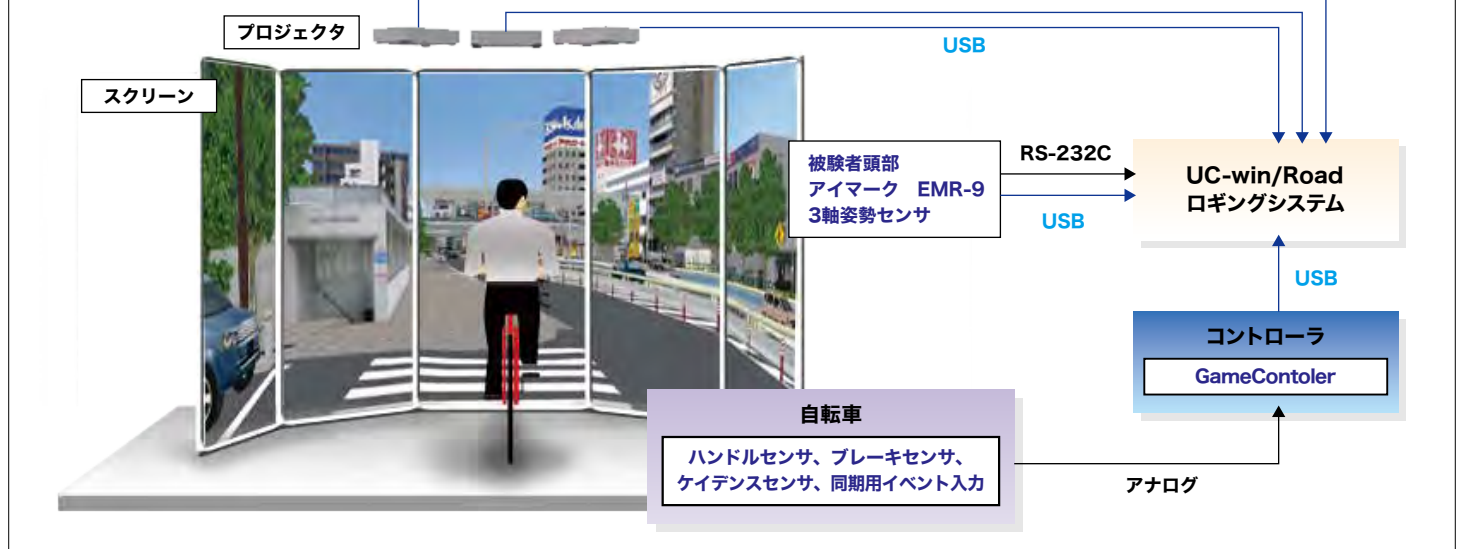 プロジェクタ
スクリーン
USB
被験者頭部
アイマーク EMR-9
3軸姿勢センサ
RS-232C
USB
UC-win/Road
ロギングシステム
USB
コントローラ
GameContoler
自転車
ハンドルセンサ、ブレーキセンサ、
ケイデンスセンサ、同期用イベント入力
アナログ